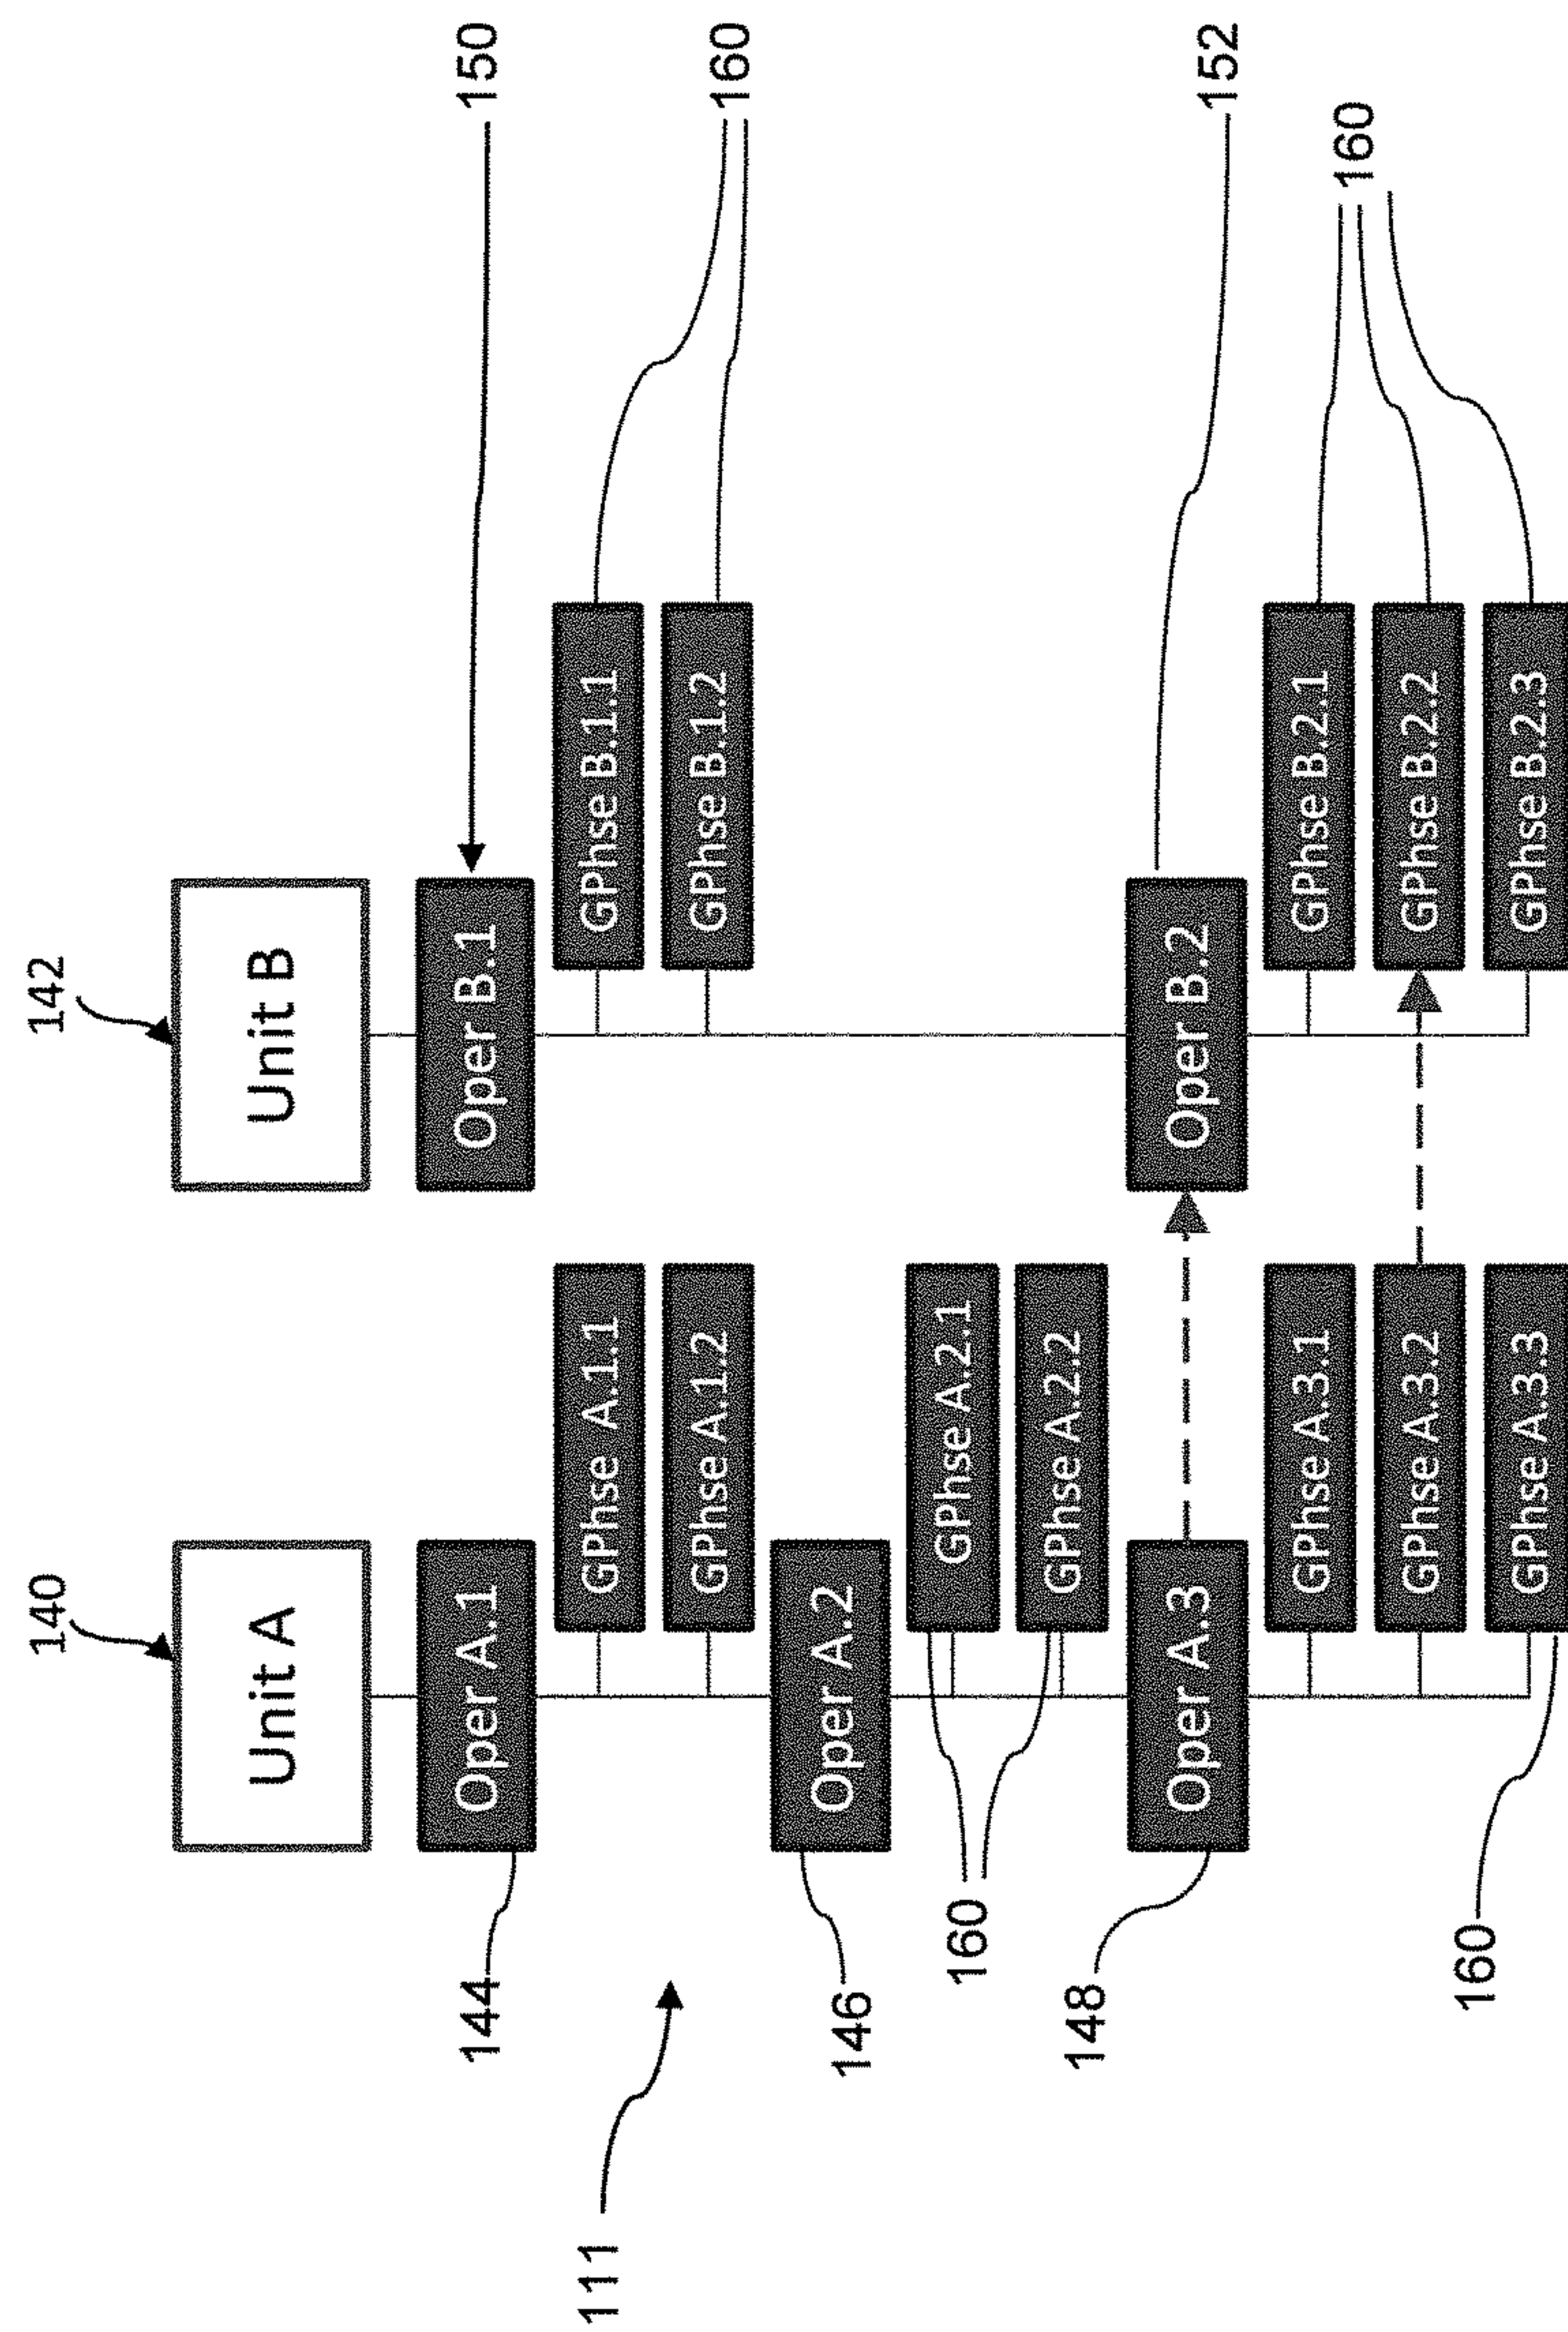 140
142
Unit A
Unit B
144
Oper A.1
Oper B.1
150
111
GPhse A.1.1
GPhse B.1.1
GPhse A.1.2
GPhse B.1.2
160
146
Oper A.2
160
GPhse A.2.1
GPhse A.2.2
148
Oper A.3
Oper B.2
152
GPhse A.3.1
GPhse B.2.1
160
GPhse A.3.2
GPhse B.2.2
160
GPhse A.3.3
GPhse B.2.3